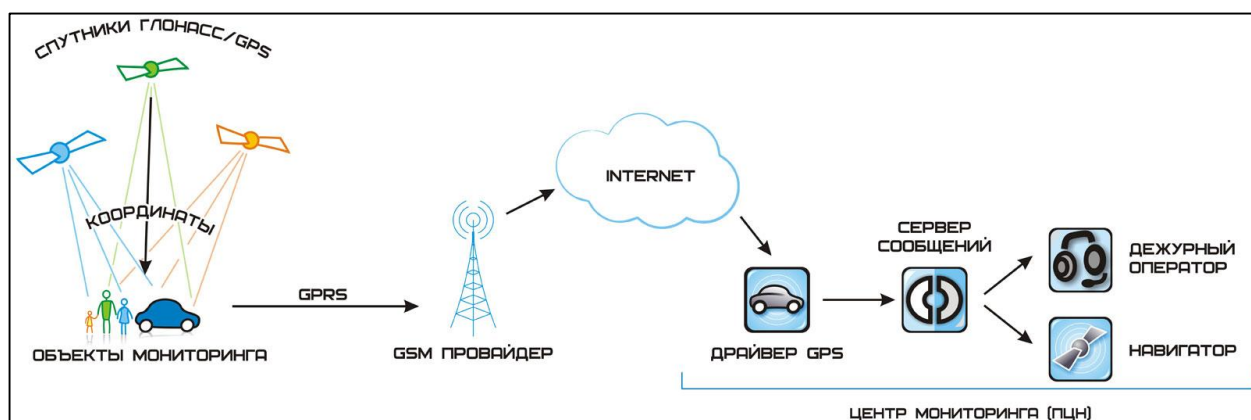 СПУТНИКИ ГЛОНАСС/GPS
КООРДИНАТЫ
ОБЪЕКТЫ МОНИТОРИНГА
GPRS
GSM ПРОВАЙДЕР
INTERNET
ДРАЙВЕР GPS
СЕРВЕР
СООБЩЕНИЙ
ДЕЖУРНЫЙ
ОПЕРАТОР
НАВИГАТОР
ЦЕНТР МОНИТОРИНГА (ПЦН)